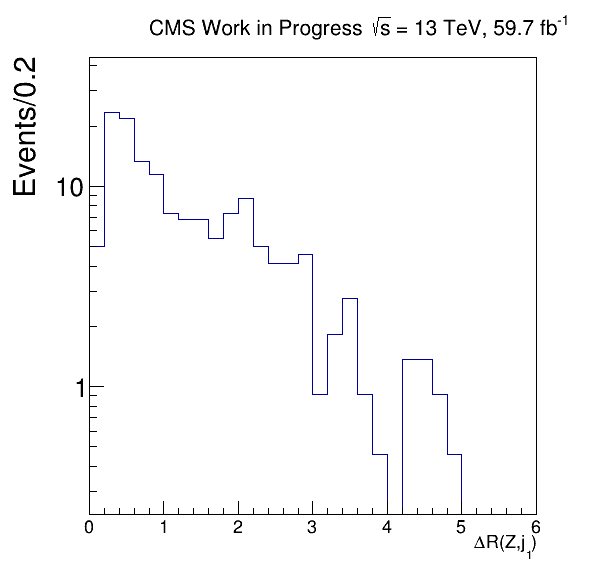 CMS Work in Progress √s = 13 TeV, 59.7 fb⁻¹
Events/0.2
10
1
0 1 2 3 4 5 6
ΔR(Z,j₁)